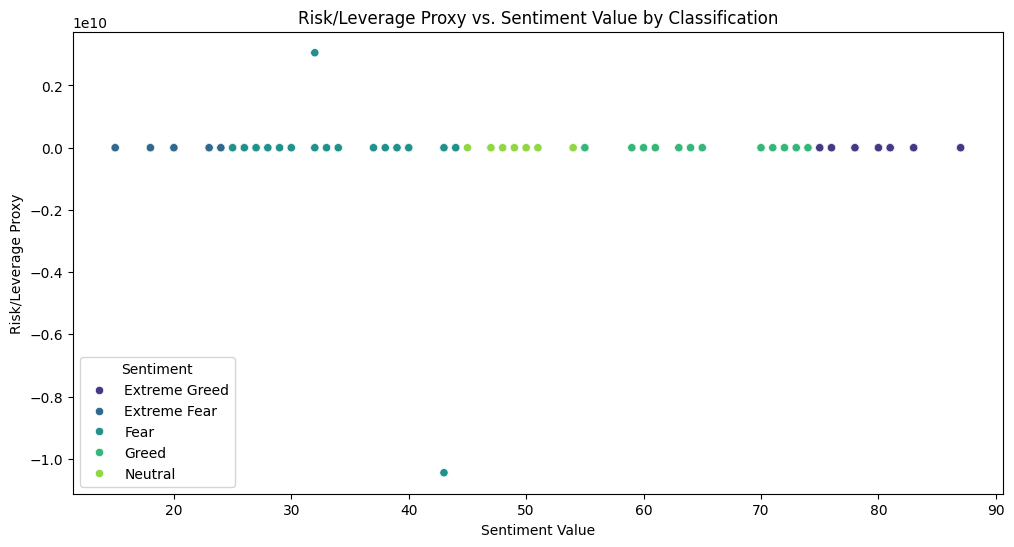 Risk/Leverage Proxy vs. Sentiment Value by Classification
1e10
0.2
0.0
−0.2
−0.4
−0.6
−0.8
−1.0
Risk/Leverage Proxy
Sentiment
Extreme Greed
Extreme Fear
Fear
Greed
Neutral
20 30 40 50 60 70 80 90
Sentiment Value